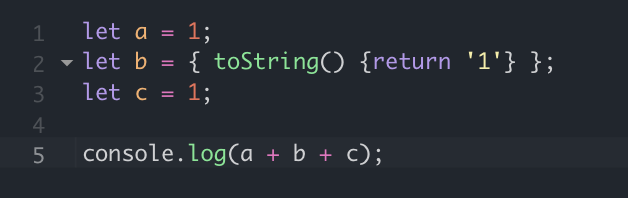 1 let a = 1;
2 let b = { toString() {return '1'} };
3 let c = 1;
4
5 console.log(a + b + c);